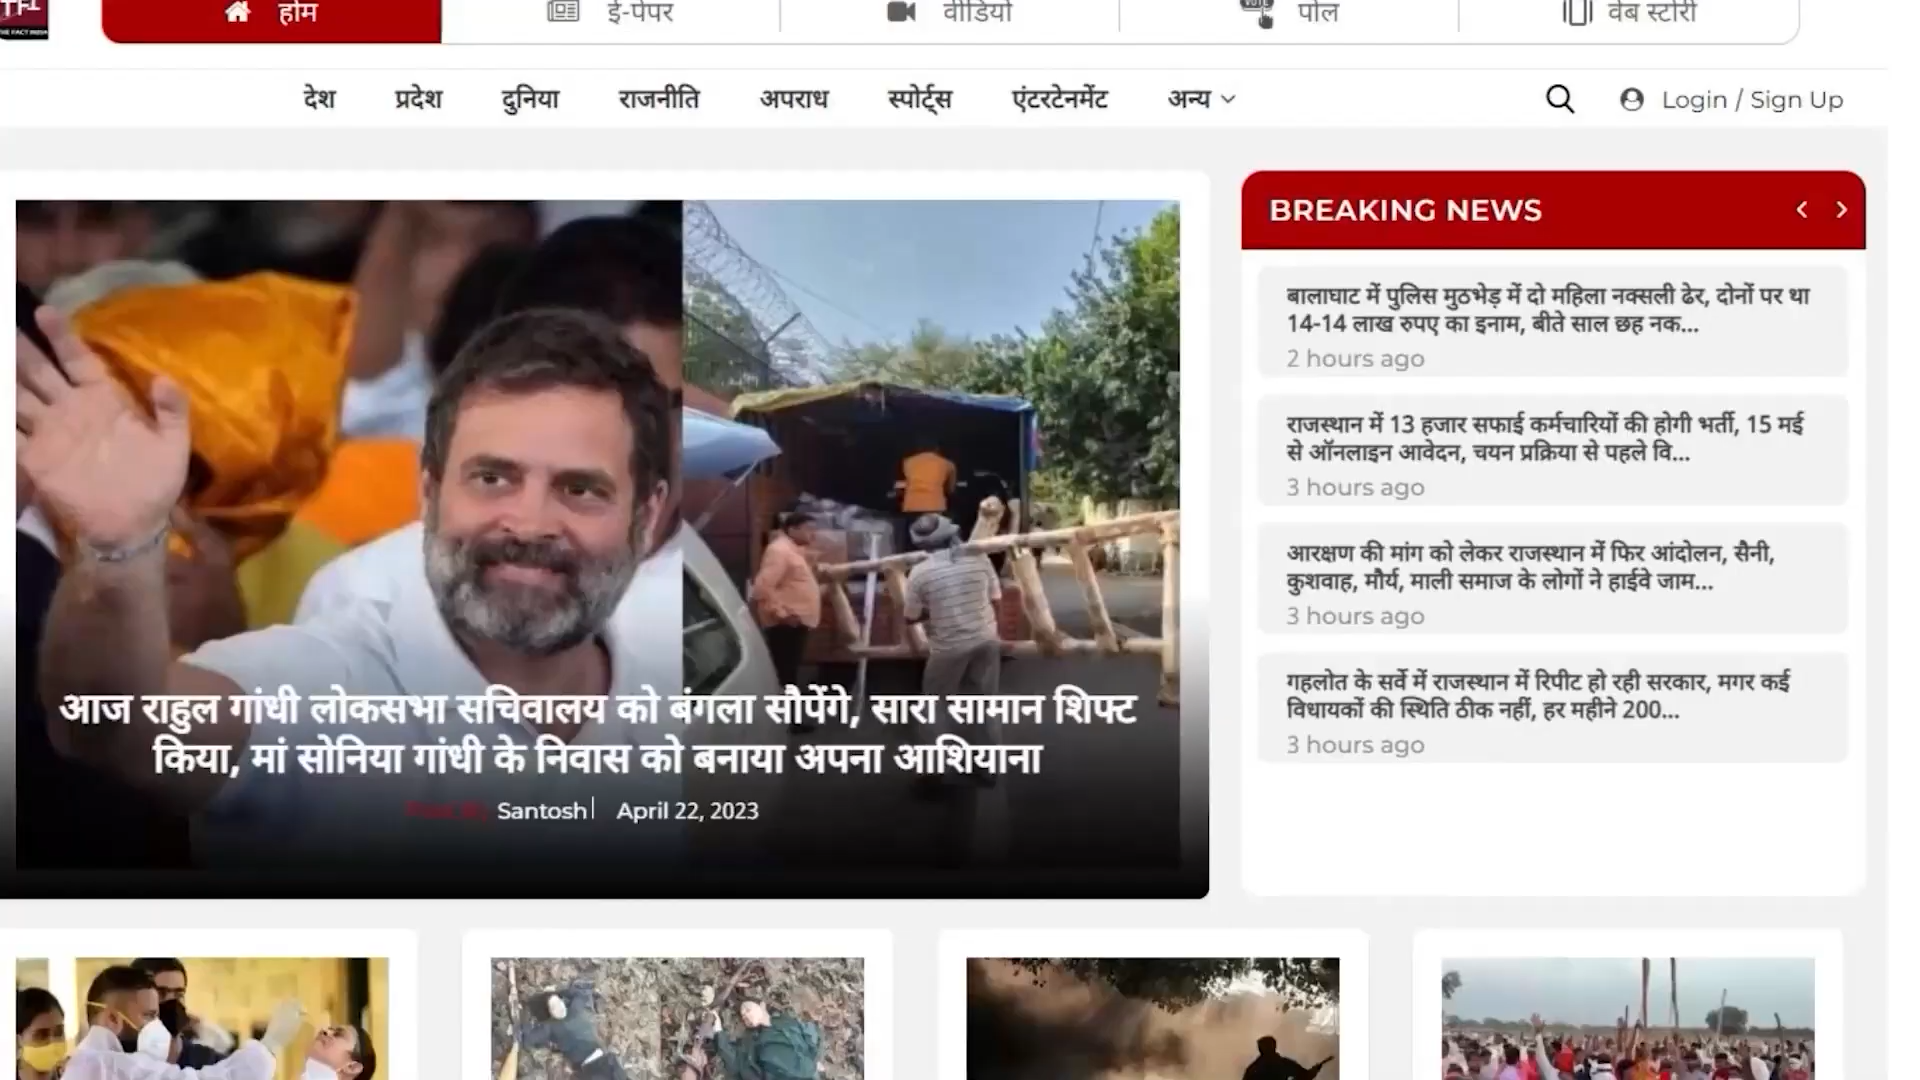 TFI
THE FACT INDIA
होम
ई-पेपर
वीडियो
पोल
वेब स्टोरी
देश
प्रदेश
दुनिया
राजनीति
अपराध
स्पोर्ट्स
एंटरटेनमेंट
अन्य
Login / Sign Up
आज राहुल गांधी लोकसभा सचिवालय को बंगला सौपेंगे, सारा सामान शिफ्ट
किया, मां सोनिया गांधी के निवास को बनाया अपना आशियाना
Santosh | April 22, 2023
BREAKING NEWS
बालाघाट में पुलिस मुठभेड़ में दो महिला नक्सली ढेर, दोनों पर था
14-14 लाख रुपए का इनाम, बीते साल छह नक...
2 hours ago
राजस्थान में 13 हजार सफाई कर्मचारियों की होगी भर्ती, 15 मई
से ऑनलाइन आवेदन, चयन प्रक्रिया से पहले वि...
3 hours ago
आरक्षण की मांग को लेकर राजस्थान में फिर आंदोलन, सैनी,
कुशवाह, मौर्य, माली समाज के लोगों ने हाईवे जाम...
3 hours ago
गहलोत के सर्वे में राजस्थान में रिपीट हो रही सरकार, मगर कई
विधायकों की स्थिति ठीक नहीं, हर महीने 200...
3 hours ago